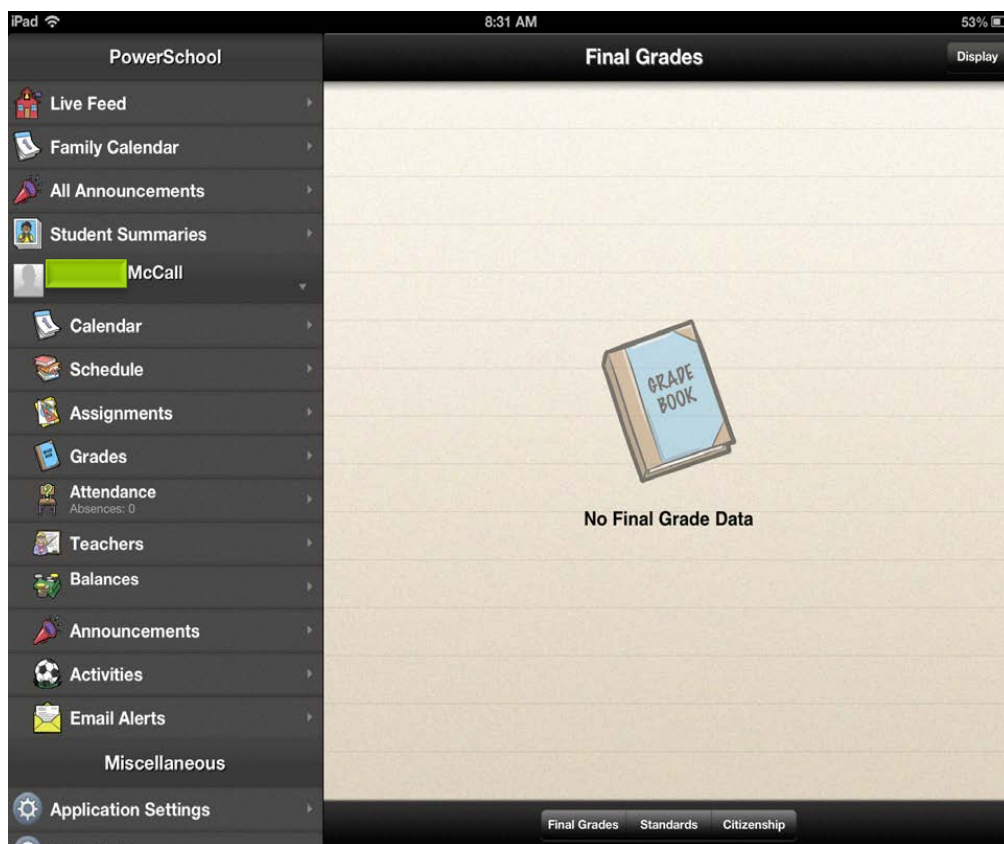 iPad 8:31 AM 53%
PowerSchool
Final Grades
Display
Live Feed
Family Calendar
All Announcements
Student Summaries
McCall
Calendar
Schedule
Assignments
Grades
Attendance
Absences: 0
Teachers
Balances
Announcements
Activities
Email Alerts
Miscellaneous
Application Settings
GRADE
BOOK
No Final Grade Data
Final Grades Standards Citizenship